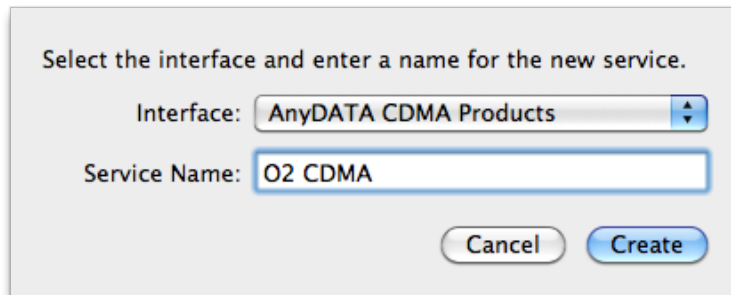 Select the interface and enter a name for the new service.
Interface: AnyDATA CDMA Products
Service Name: O2 CDMA
Cancel Create